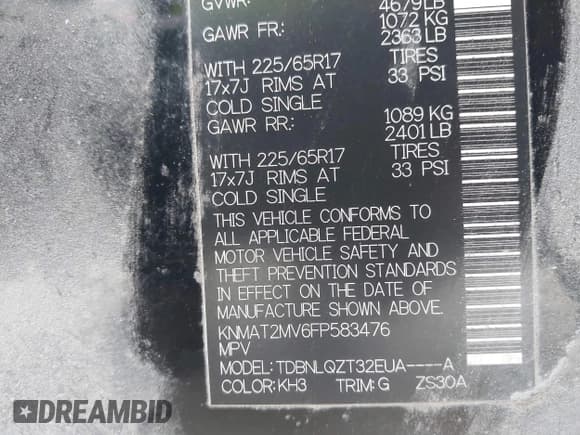 GVWR: 4679 LB
1072 KG
GAWR FR.: 2363 LB
WITH 225/65R17 TIRES
17x7J RIMS AT 33 PSI
COLD SINGLE
GAWR RR.: 1089 KG
2401 LB
WITH 225/65R17 TIRES
17x7J RIMS AT 33 PSI
COLD SINGLE
THIS VEHICLE CONFORMS TO
ALL APPLICABLE FEDERAL
MOTOR VEHICLE SAFETY AND
THEFT PREVENTION STANDARDS
IN EFFECT ON THE DATE OF
MANUFACTURE SHOWN ABOVE.
KNMAT2MV6FP583476
MPV
MODEL: TDBNLQZT32EUA----A
COLOR: KH3 TRIM: G ZS30A
DREAMBID